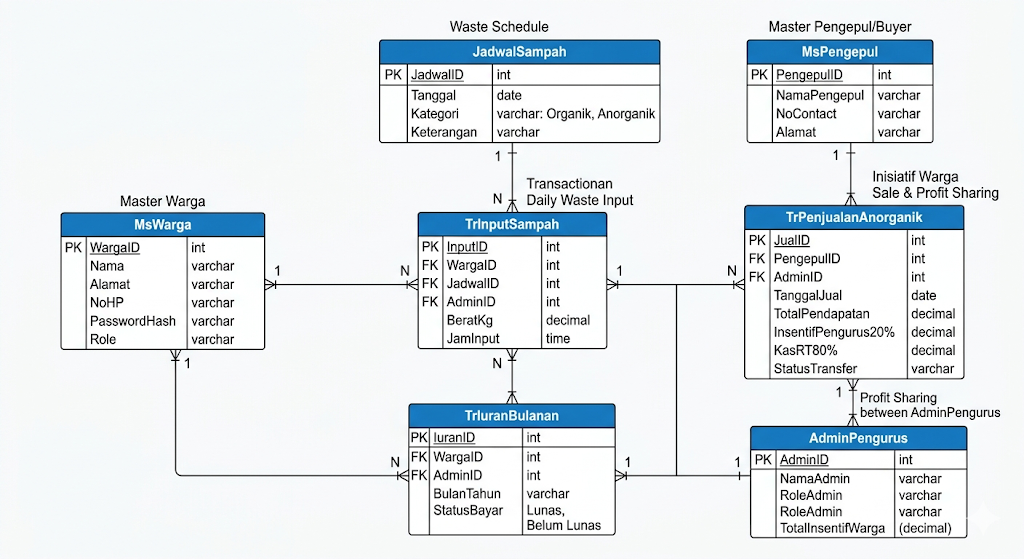 Waste Schedule
JadwalSampah
PK JadwalID int
Tanggal date
Kategori varchar: Organik, Anorganik
Keterangan varchar
1
N
Transactionan
Daily Waste Input
Master Pengepul/Buyer
MsPengepul
PK PengepulID int
NamaPengepul varchar
NoContact varchar
Alamat varchar
1
Inisiatif Warga
Sale & Profit Sharing
Master Warga
MsWarga
PK WargaID int
Nama varchar
Alamat varchar
NoHP varchar
PasswordHash varchar
Role varchar
1
N
1
TrInputSampah
PK InputID int
FK WargaID int
FK JadwalID int
FK AdminID int
BeratKg decimal
JamInput time
1
N
N
TrPenjualanAnorganik
PK JualID int
FK PengepulID int
FK AdminID int
TanggalJual date
TotalPendapatan decimal
InsentifPengurus20% decimal
KasRT80% decimal
StatusTransfer varchar
1
Profit Sharing
between AdminPengurus
TrIuranBulanan
PK IuranID int
FK WargaID int
FK AdminID int
BulanTahun varchar
StatusBayar Lunas,
Belum Lunas
N
1
1
AdminPengurus
PK AdminID int
NamaAdmin varchar
RoleAdmin varchar
RoleAdmin varchar
TotalInsentifWarga (decimal)